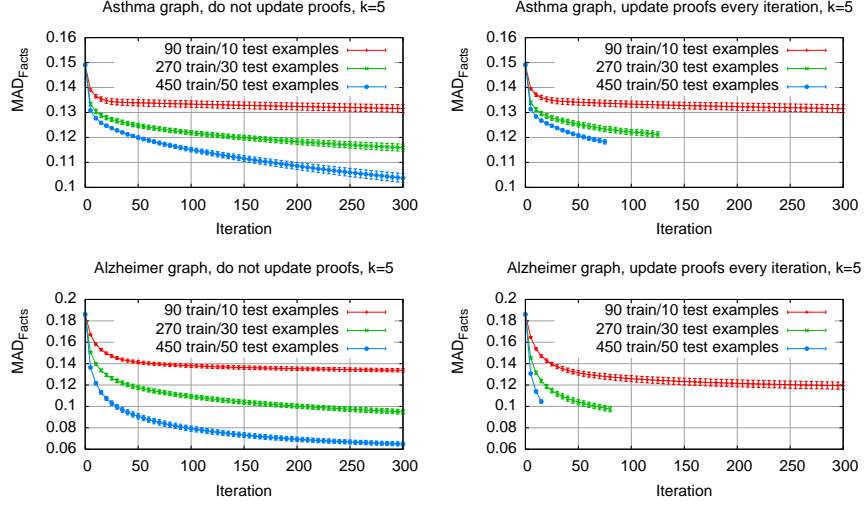 Asthma graph, do not update proofs, k=5
MAD_Facts
0.16
0.15
0.14
0.13
0.12
0.11
0.1
90 train/10 test examples
270 train/30 test examples
450 train/50 test examples
0 50 100 150 200 250 300
Iteration
Asthma graph, update proofs every iteration, k=5
MAD_Facts
0.16
0.15
0.14
0.13
0.12
0.11
0.1
90 train/10 test examples
270 train/30 test examples
450 train/50 test examples
0 50 100 150 200 250 300
Iteration
Alzheimer graph, do not update proofs, k=5
MAD_Facts
0.2
0.18
0.16
0.14
0.12
0.1
0.08
0.06
90 train/10 test examples
270 train/30 test examples
450 train/50 test examples
0 50 100 150 200 250 300
Iteration
Alzheimer graph, update proofs every iteration, k=5
MAD_Facts
0.2
0.18
0.16
0.14
0.12
0.1
0.08
0.06
90 train/10 test examples
270 train/30 test examples
450 train/50 test examples
0 50 100 150 200 250 300
Iteration